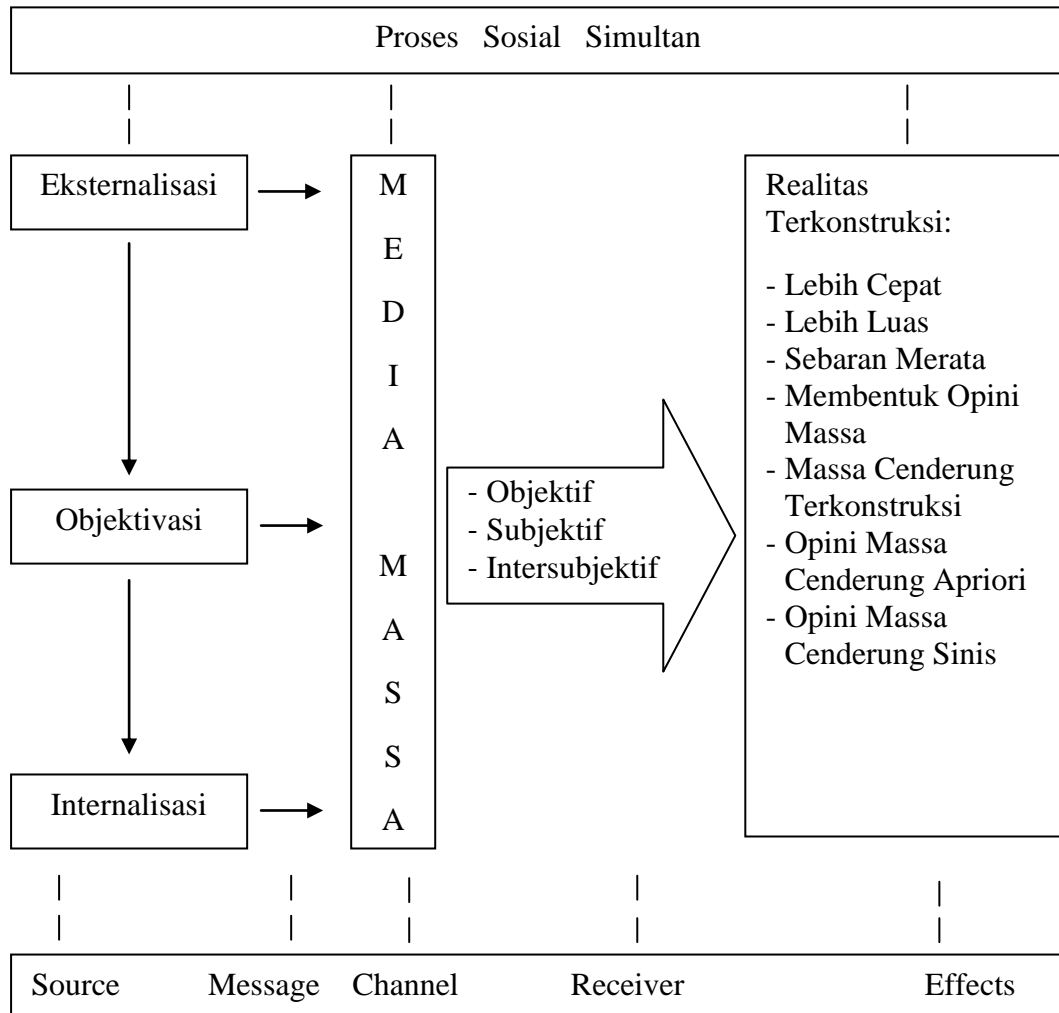 Proses Sosial Simultan
Eksternalisasi
Objektivasi
Internalisasi
M
E
D
I
A
M
A
S
S
A
- Objektif
- Subjektif
- Intersubjektif
Realitas
Terkonstruksi:
- Lebih Cepat
- Lebih Luas
- Sebaran Merata
- Membentuk Opini
Massa
- Massa Cenderung
Terkonstruksi
- Opini Massa
Cenderung Apriori
- Opini Massa
Cenderung Sinis
Source Message Channel Receiver Effects